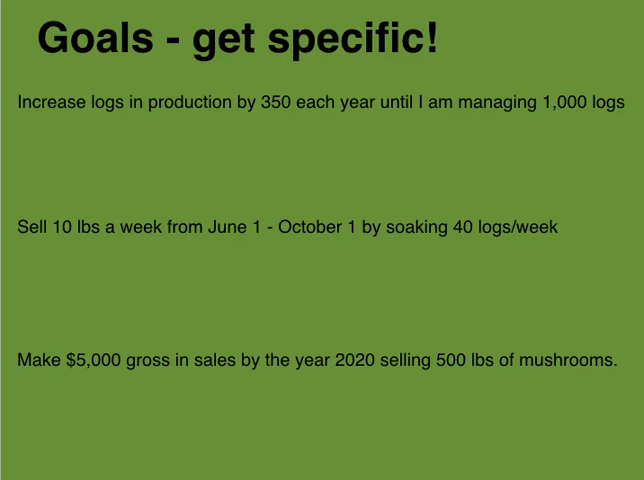 Goals - get specific!
Increase logs in production by 350 each year until I am managing 1,000 logs
Sell 10 lbs a week from June 1 - October 1 by soaking 40 logs/week
Make $5,000 gross in sales by the year 2020 selling 500 lbs of mushrooms.